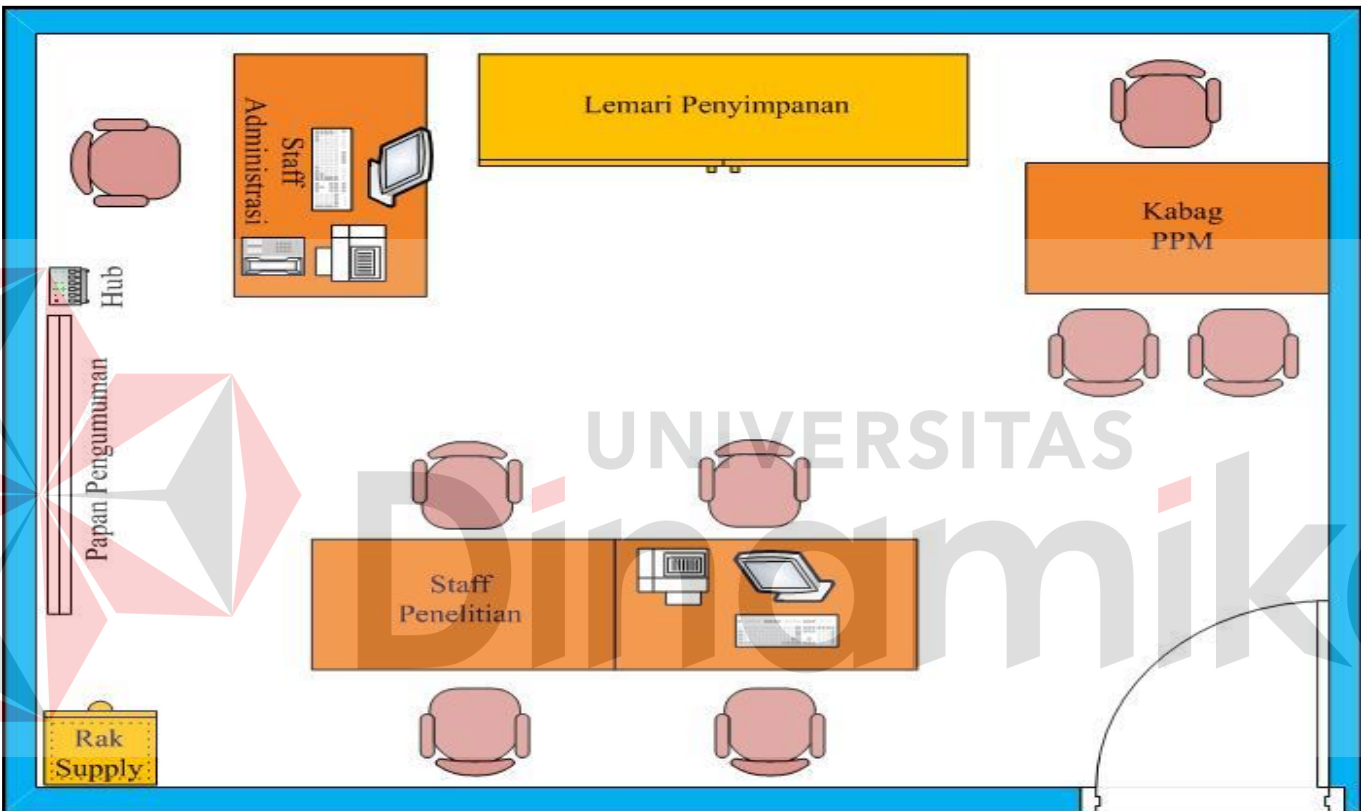 Lemari Penyimpanan
Staff
Administrasi
Kabag
PPM
Hub
Papan Pengumuman
UNIVERSITAS
Dinamika
Staff
Penelitian
Rak
Supply